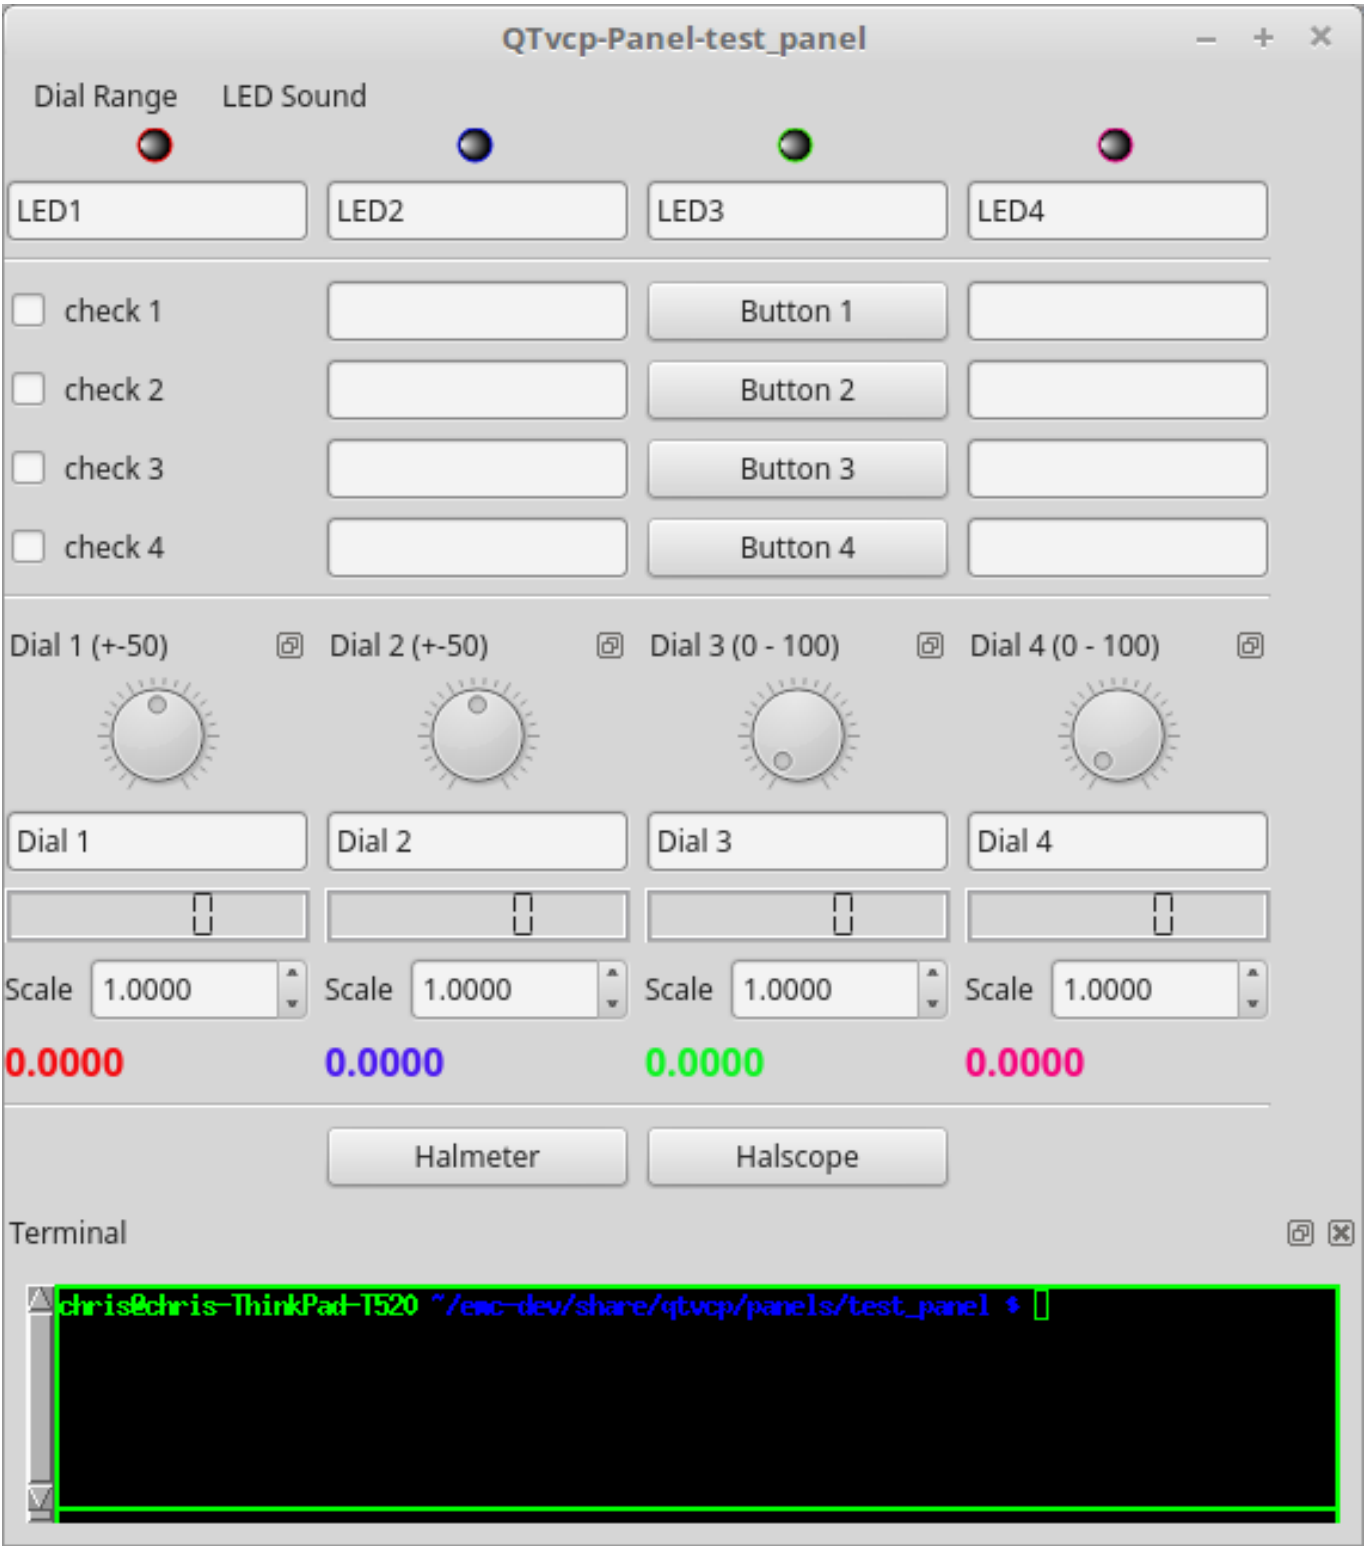 QTvcp-Panel-test_panel
Dial Range LED Sound
LED1 LED2 LED3 LED4
check 1 Button 1
check 2 Button 2
check 3 Button 3
check 4 Button 4
Dial 1 (+-50) Dial 2 (+-50) Dial 3 (0 - 100) Dial 4 (0 - 100)
Dial 1 Dial 2 Dial 3 Dial 4
0 0 0 0
Scale 1.0000 Scale 1.0000 Scale 1.0000 Scale 1.0000
0.0000 0.0000 0.0000 0.0000
Halmeter Halscope
Terminal
chris@chris-ThinkPad-T520 ~/emc-dev/share/qtvcp/panels/test_panel $